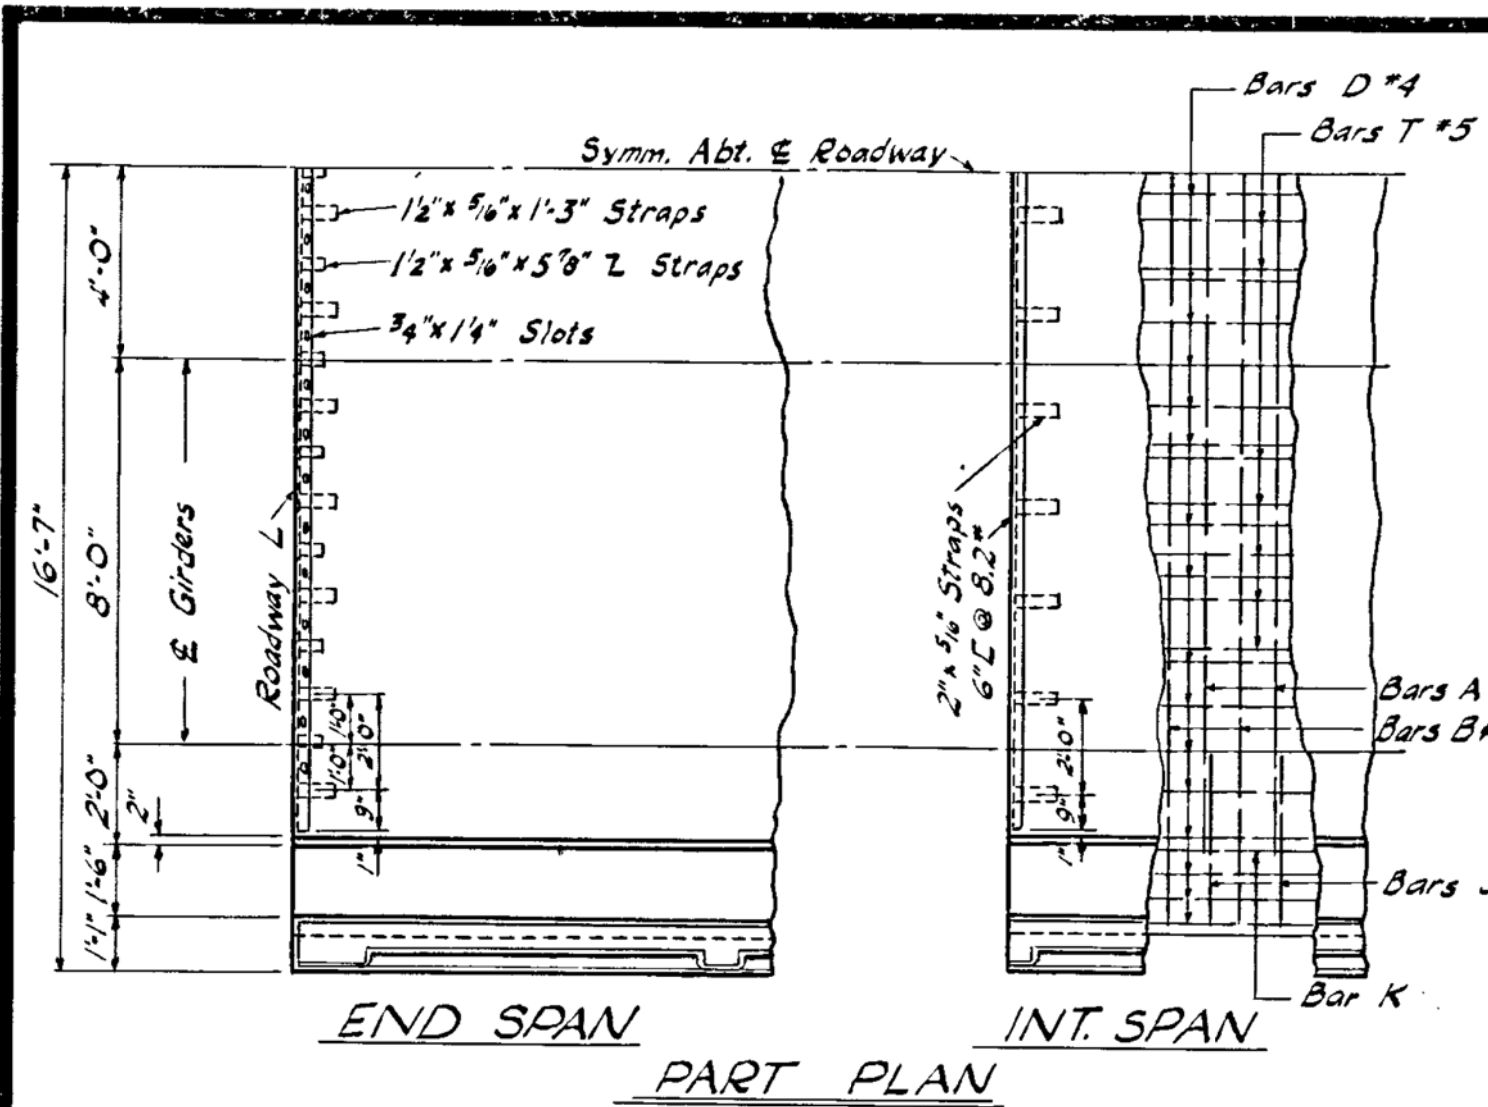 Bars D #4
Bars T #5
Symm. Abt. ℄ Roadway
1½" x 5/16" x 1'-3" Straps
1½" x 5/16" x 5⅞" Z Straps
¾" x 1¼" Slots
4'-0"
8'-0"
16'-7"
℄ Girders
Roadway L
2" x 5/16" Straps
6" [ @ 8.2#
Bars A
Bars B
1'-0"
1'-0"
2'-0"
9"
1"
2'-0"
2"
1'-6"
1'-1"
2'-0"
9"
1"
Bars
Bar K
END SPAN
INT. SPAN
PART PLAN